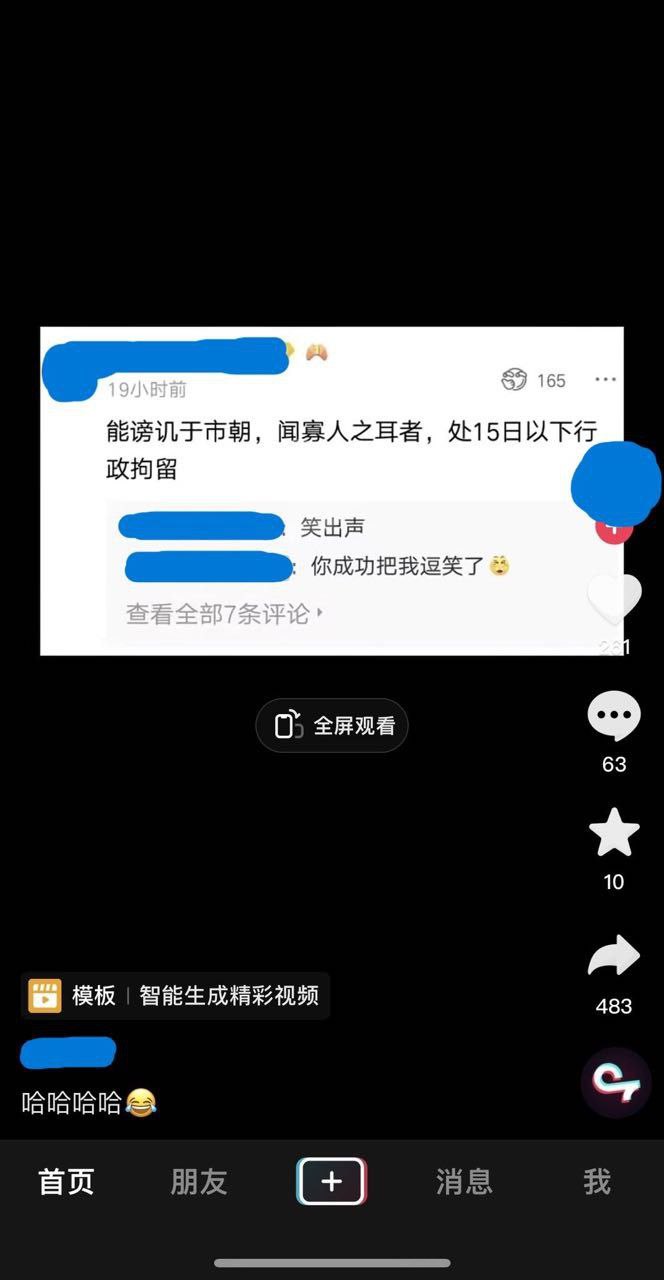 19小时前
165
能谤讥于市朝，闻寡人之耳者，处15日以下行
政拘留
: 笑出声
: 你成功把我逗笑了
查看全部7条评论
261
全屏观看
63
10
483
模板 | 智能生成精彩视频
哈哈哈哈😂
首页 朋友 消息 我